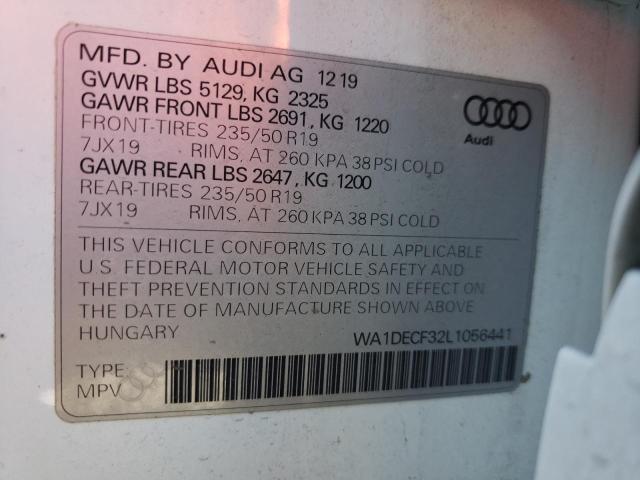 MFD. BY AUDI AG 12 19
GVWR LBS 5129, KG 2325
GAWR FRONT LBS 2691, KG 1220
FRONT-TIRES 235/50 R19
7JX19 RIMS, AT 260 KPA 38 PSI COLD
GAWR REAR LBS 2647, KG 1200
REAR-TIRES 235/50 R19
7JX19 RIMS, AT 260 KPA 38 PSI COLD
Audi
THIS VEHICLE CONFORMS TO ALL APPLICABLE
U.S. FEDERAL MOTOR VEHICLE SAFETY AND
THEFT PREVENTION STANDARDS IN EFFECT ON
THE DATE OF MANUFACTURE SHOWN ABOVE
HUNGARY
WA1DECF32L1056441
TYPE:
MPV